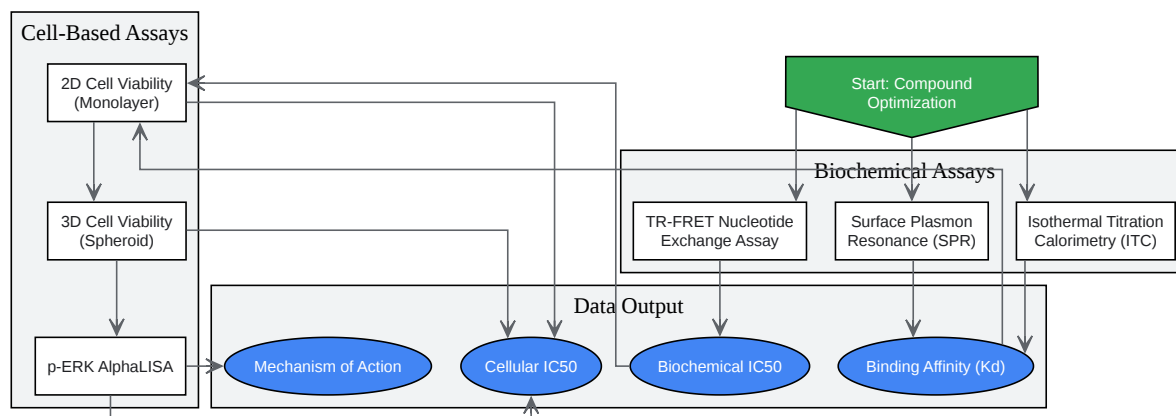 Cell-Based Assays
2D Cell Viability
(Monolayer)
Start: Compound
Optimization
Biochemical Assays
3D Cell Viability
(Spheroid)
TR-FRET Nucleotide
Exchange Assay
Surface Plasmon
Resonance (SPR)
Isothermal Titration
Calorimetry (ITC)
Data Output
p-ERK AlphaLISA
Mechanism of Action
Cellular IC50
Biochemical IC50
Binding Affinity (Kd)